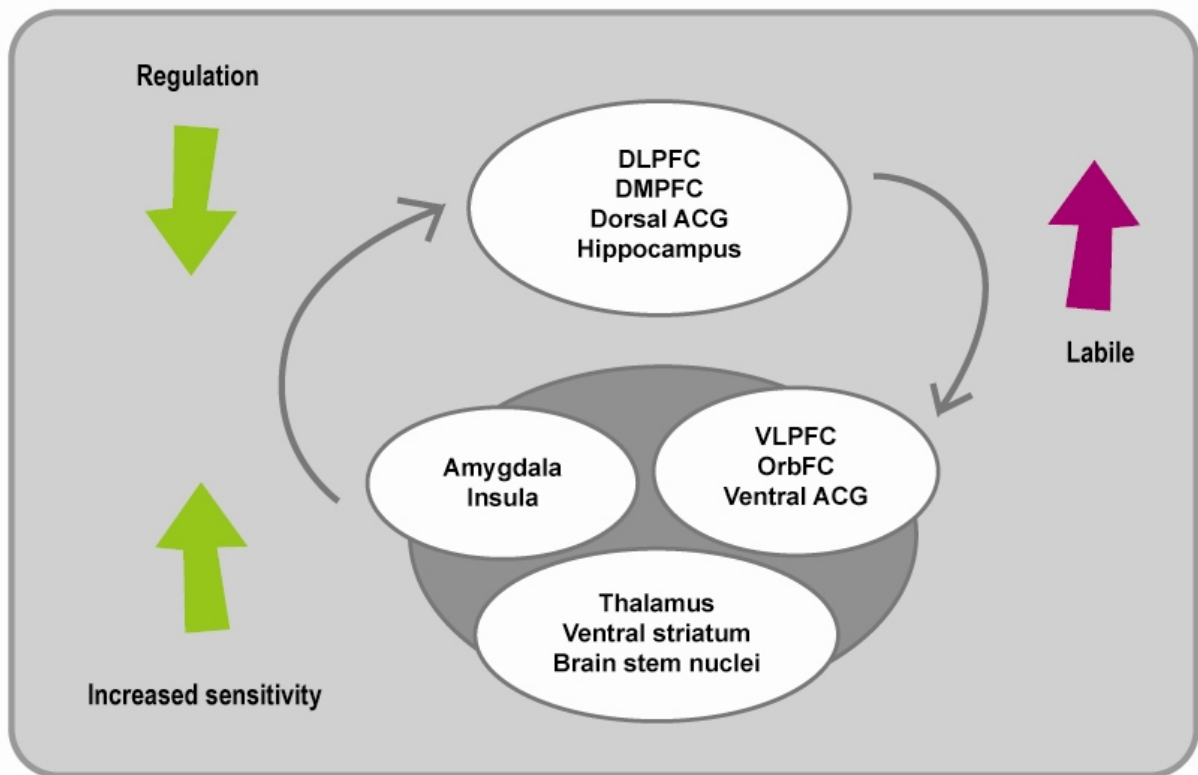 Regulation
DLPFC
DMPFC
Dorsal ACG
Hippocampus
Labile
Amygdala
Insula
VLPFC
OrbFC
Ventral ACG
Thalamus
Ventral striatum
Brain stem nuclei
Increased sensitivity